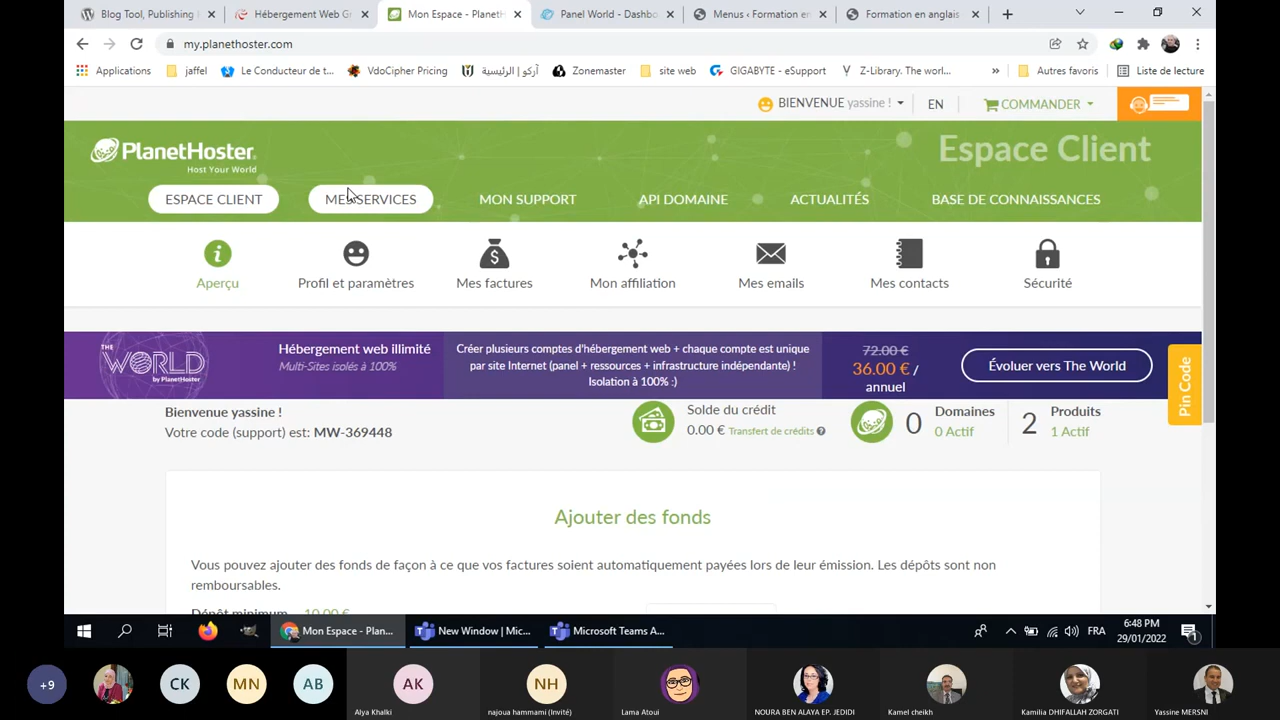 Blog Tool, Publishing
Hébergement Web Gr
Mon Espace - PlanetH
Panel World - Dashbo
Menus ‹ Formation en
Formation en anglais
my.planethoster.com
Applications
jaffel
Le Conducteur de t...
VdoCipher Pricing
آركو | الرئيسية
Zonemaster
site web
GIGABYTE - eSupport
Z-Library. The worl...
»
Autres favoris
Liste de lecture
BIENVENUE yassine !
EN
COMMANDER
PlanetHoster
Host Your World
Espace Client
ESPACE CLIENT
MES SERVICES
MON SUPPORT
API DOMAINE
ACTUALITÉS
BASE DE CONNAISSANCES
Aperçu
Profil et paramètres
Mes factures
Mon affiliation
Mes emails
Mes contacts
Sécurité
THE
WORLD
by PlanetHoster
Hébergement web illimité
Multi-Sites isolés à 100%
Créer plusieurs comptes d'hébergement web + chaque compte est unique
par site Internet (panel + ressources + infrastructure indépendante) !
Isolation à 100% :)
72.00 €
36.00 € /
annuel
Évoluer vers The World
Pin Code
Bienvenue yassine !
Votre code (support) est: MW-369448
Solde du crédit
0.00 € Transfert de crédits
0
Domaines
0 Actif
2
Produits
1 Actif
Ajouter des fonds
Vous pouvez ajouter des fonds de façon à ce que vos factures soient automatiquement payées lors de leur émission. Les dépôts sont non
remboursables.
Dépôt minimum 10.00 €
Mon Espace - Plan...
New Window | Mic...
Microsoft Teams A...
FRA
6:48 PM
29/01/2022
1
+9
CK
MN
AB
AK
Alya Khalki
NH
najoua hammami (Invité)
Lama Atoui
NOURA BEN ALAYA EP. JEDIDI
Kamel cheikh
Kamilia DHIFALLAH ZORGATI
Yassine MERSNI